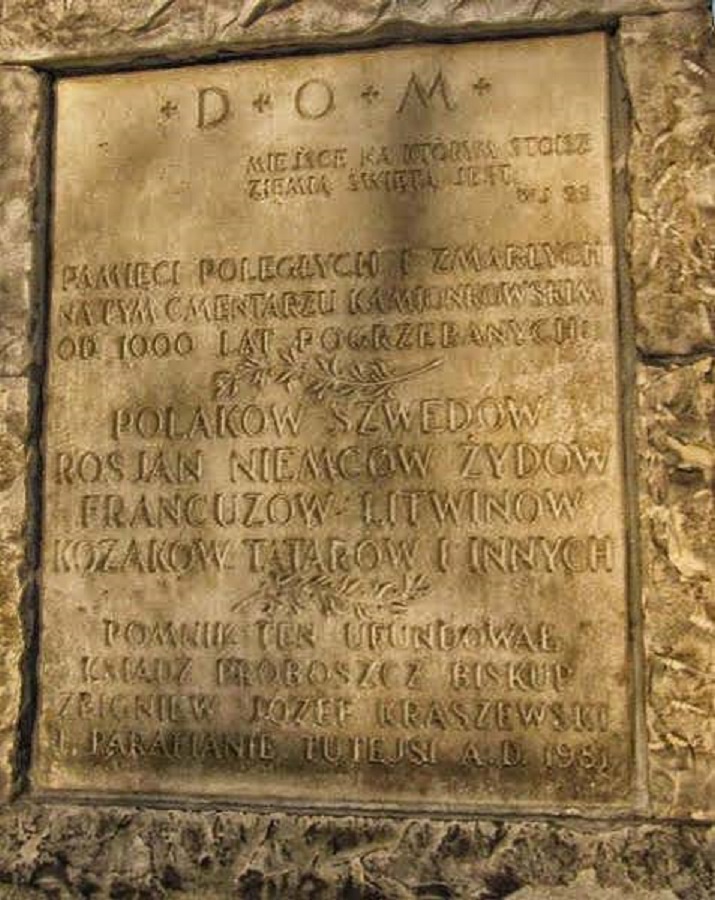 + D + O + M +
MIEJSCE NA KTÓRYM STOISZ
ZIEMIĄ ŚWIĘTĄ JEST
WJ 35
PAMIĘCI POLEGŁYCH I ZMARŁYCH
NA TYM CMENTARZU KAMIONKOWSKIM
OD 1000 LAT POGRZEBANYCH:
POLAKÓW SZWEDÓW
ROSJAN NIEMCÓW ŻYDÓW
FRANCUZÓW LITWINÓW
KOZAKÓW TATARÓW I INNYCH
POMNIK TEN UFUNDOWAŁ
KSIĄDZ PROBOSZCZ BISKUP
ZBIGNIEW JÓZEF KRASZEWSKI
I PARAFIANIE TUTEJSI A.D. 1981